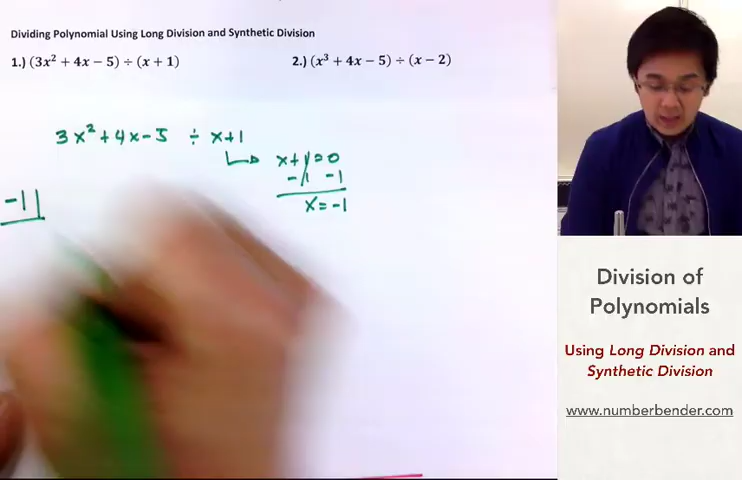 Dividing Polynomial Using Long Division and Synthetic Division
1.) (3x² + 4x − 5) ÷ (x + 1)
2.) (x³ + 4x − 5) ÷ (x − 2)
3x² + 4x - 5 ÷ x+1
x+1=0
-1 -1
x = -1
-1
Division of
Polynomials
Using Long Division and
Synthetic Division
www.numberbender.com